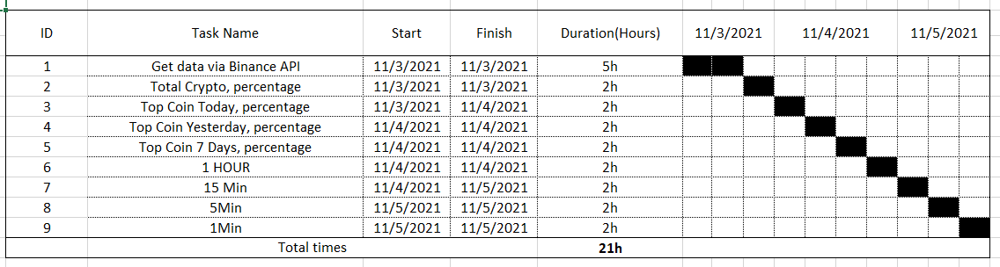 ID Task Name Start Finish Duration(Hours) 11/3/2021 11/4/2021 11/5/2021
1 Get data via Binance API 11/3/2021 11/3/2021 5h
2 Total Crypto, percentage 11/3/2021 11/3/2021 2h
3 Top Coin Today, percentage 11/3/2021 11/4/2021 2h
4 Top Coin Yesterday, percentage 11/4/2021 11/4/2021 2h
5 Top Coin 7 Days, percentage 11/4/2021 11/4/2021 2h
6 1 HOUR 11/4/2021 11/4/2021 2h
7 15 Min 11/4/2021 11/5/2021 2h
8 5Min 11/5/2021 11/5/2021 2h
9 1Min 11/5/2021 11/5/2021 2h
Total times 21h